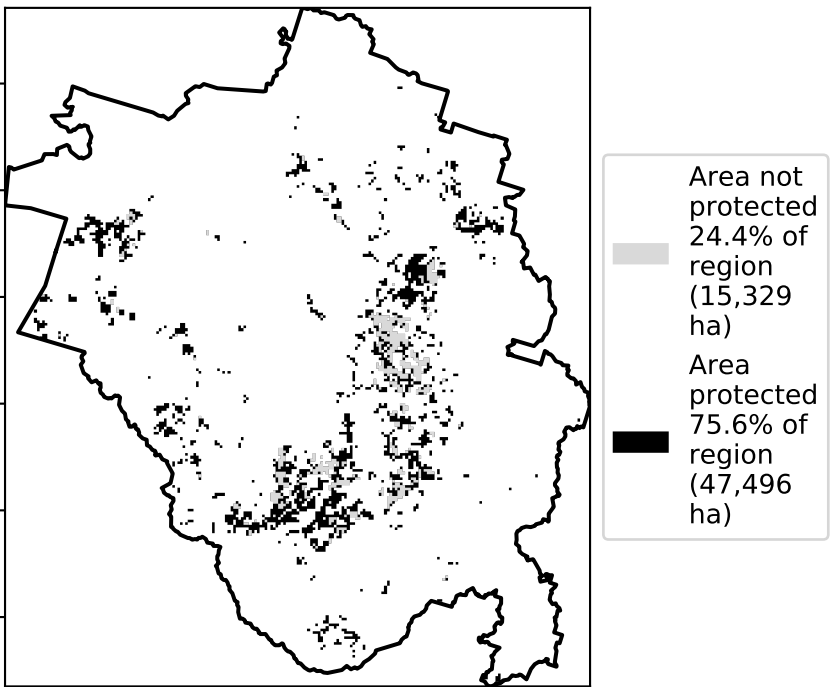 Area not
protected
24.4% of
region
(15,329
ha)
Area
protected
75.6% of
region
(47,496
ha)